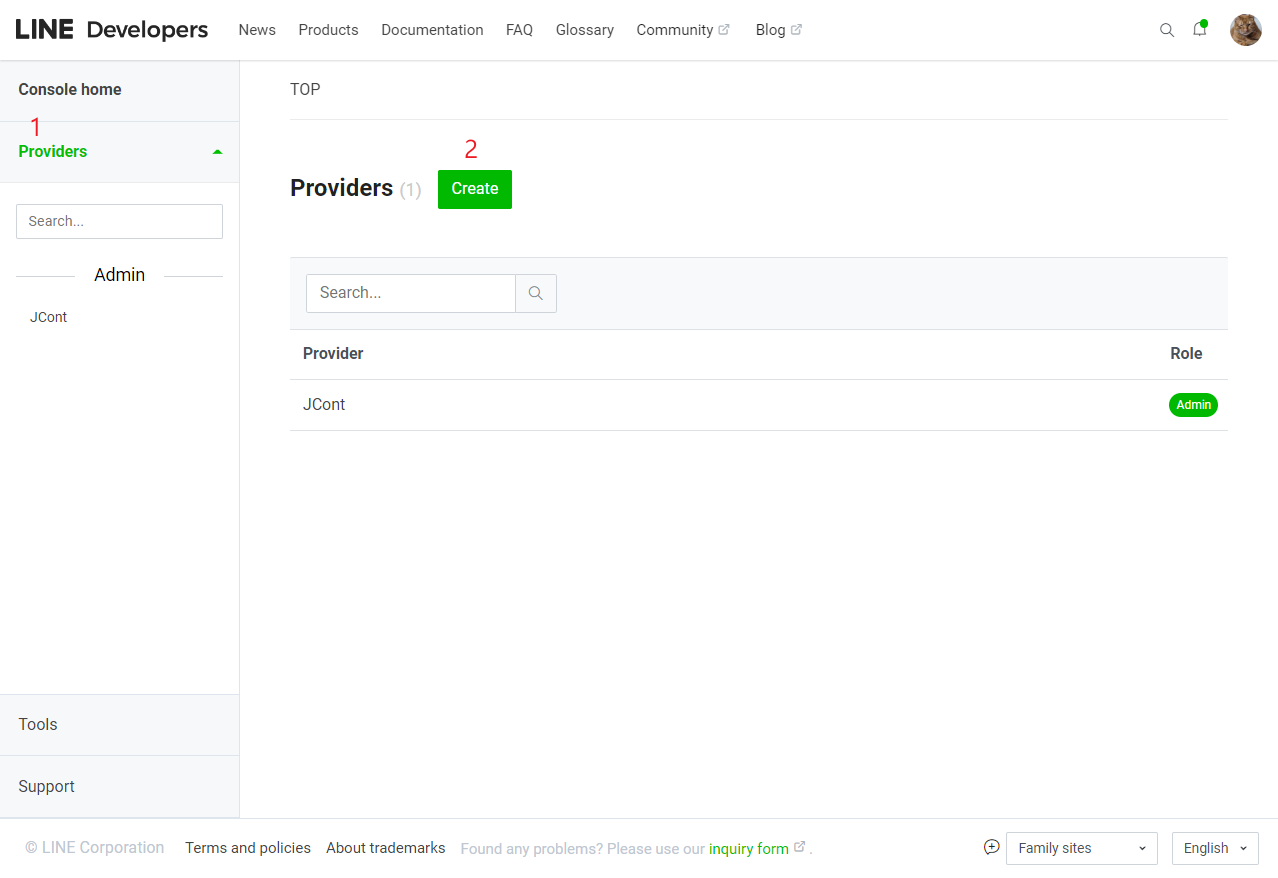 LINE Developers News Products Documentation FAQ Glossary Community Blog
Console home
TOP
1
Providers
2
Providers (1) Create
Search...
Admin
JCont
Search...
Provider Role
JCont Admin
Tools
Support
© LINE Corporation Terms and policies About trademarks Found any problems? Please use our inquiry form . Family sites English